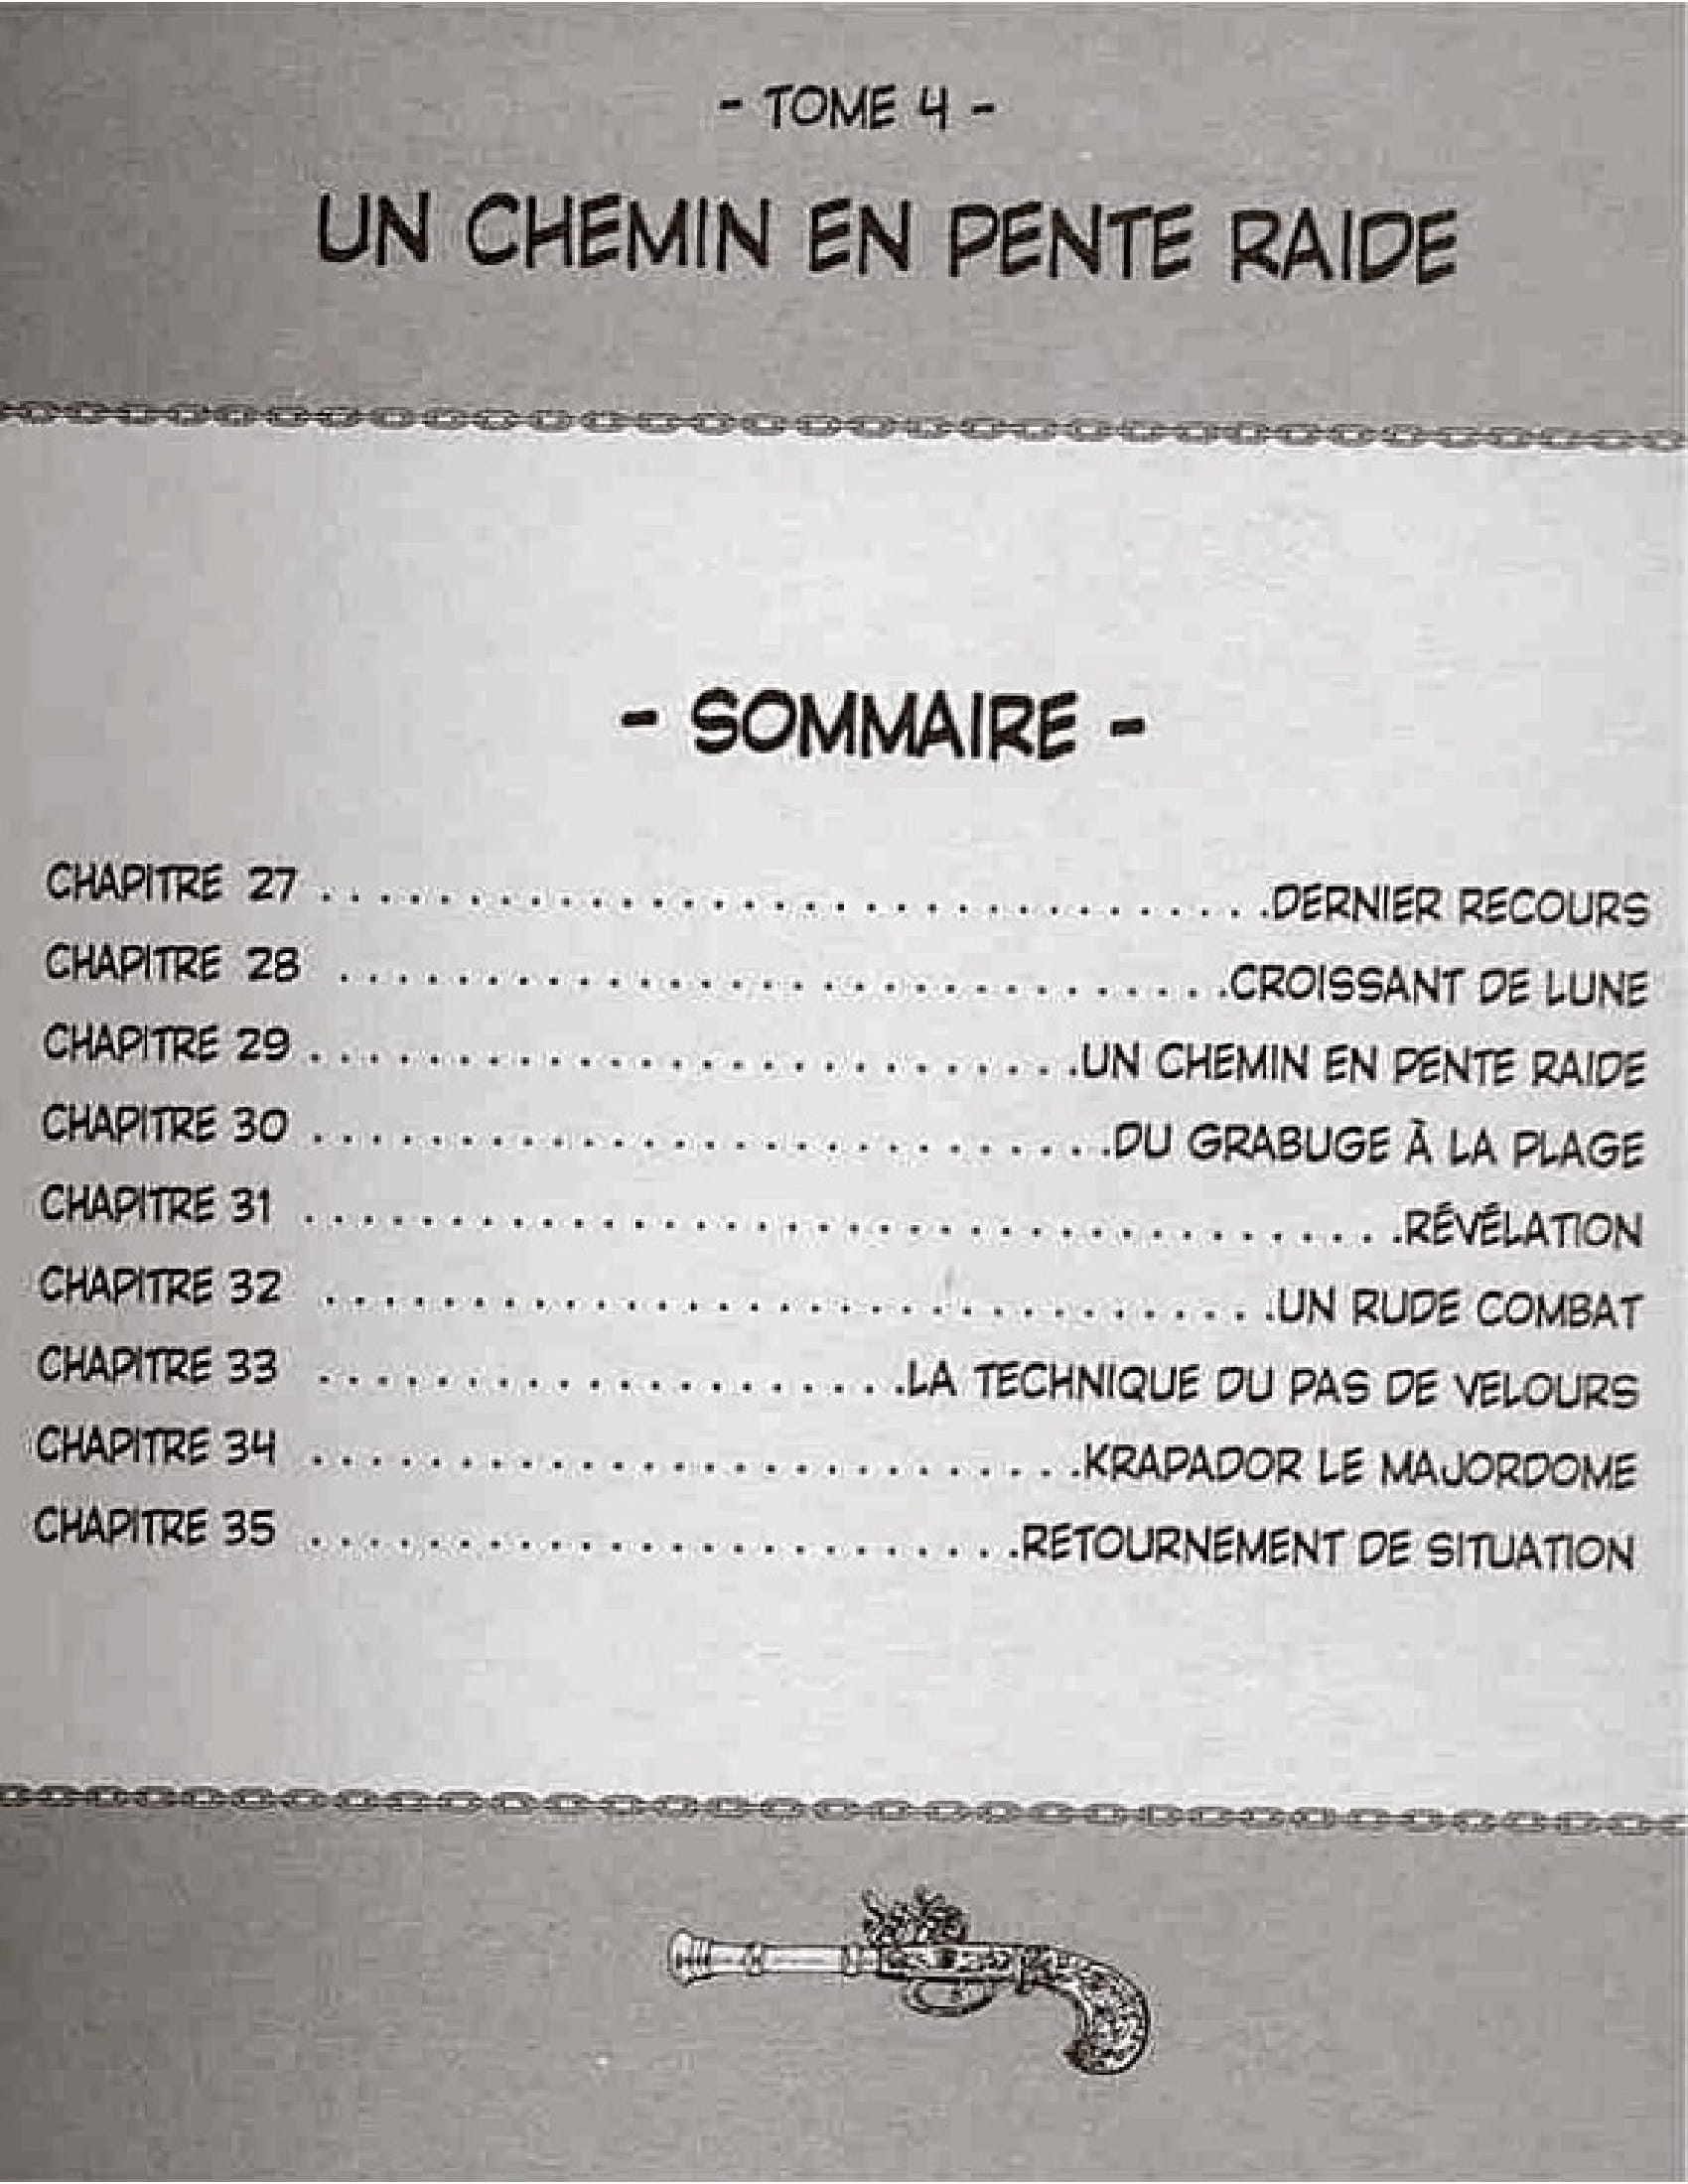 - TOME 4 -
UN CHEMIN EN PENTE RAIDE
- SOMMAIRE -
CHAPITRE 27 . . . . . . . . . . . . . . . . . . . . . . . . . . . . . . . .DERNIER RECOURS
CHAPITRE 28 . . . . . . . . . . . . . . . . . . . . . . . . . . . . . .CROISSANT DE LUNE
CHAPITRE 29 . . . . . . . . . . . . . . . . . . . . . . . . . .UN CHEMIN EN PENTE RAIDE
CHAPITRE 30 . . . . . . . . . . . . . . . . . . . . . . . . . . .DU GRABUGE À LA PLAGE
CHAPITRE 31 . . . . . . . . . . . . . . . . . . . . . . . . . . . . . . . . . . . . .RÉVÉLATION
CHAPITRE 32 . . . . . . . . . . . . . . . . . . . . . . . . . . . . . . . .UN RUDE COMBAT
CHAPITRE 33 . . . . . . . . . . . . . . . . . . . .LA TECHNIQUE DU PAS DE VELOURS
CHAPITRE 34 . . . . . . . . . . . . . . . . . . . . . . . . . .KRAPADOR LE MAJORDOME
CHAPITRE 35 . . . . . . . . . . . . . . . . . . . . . . . .RETOURNEMENT DE SITUATION